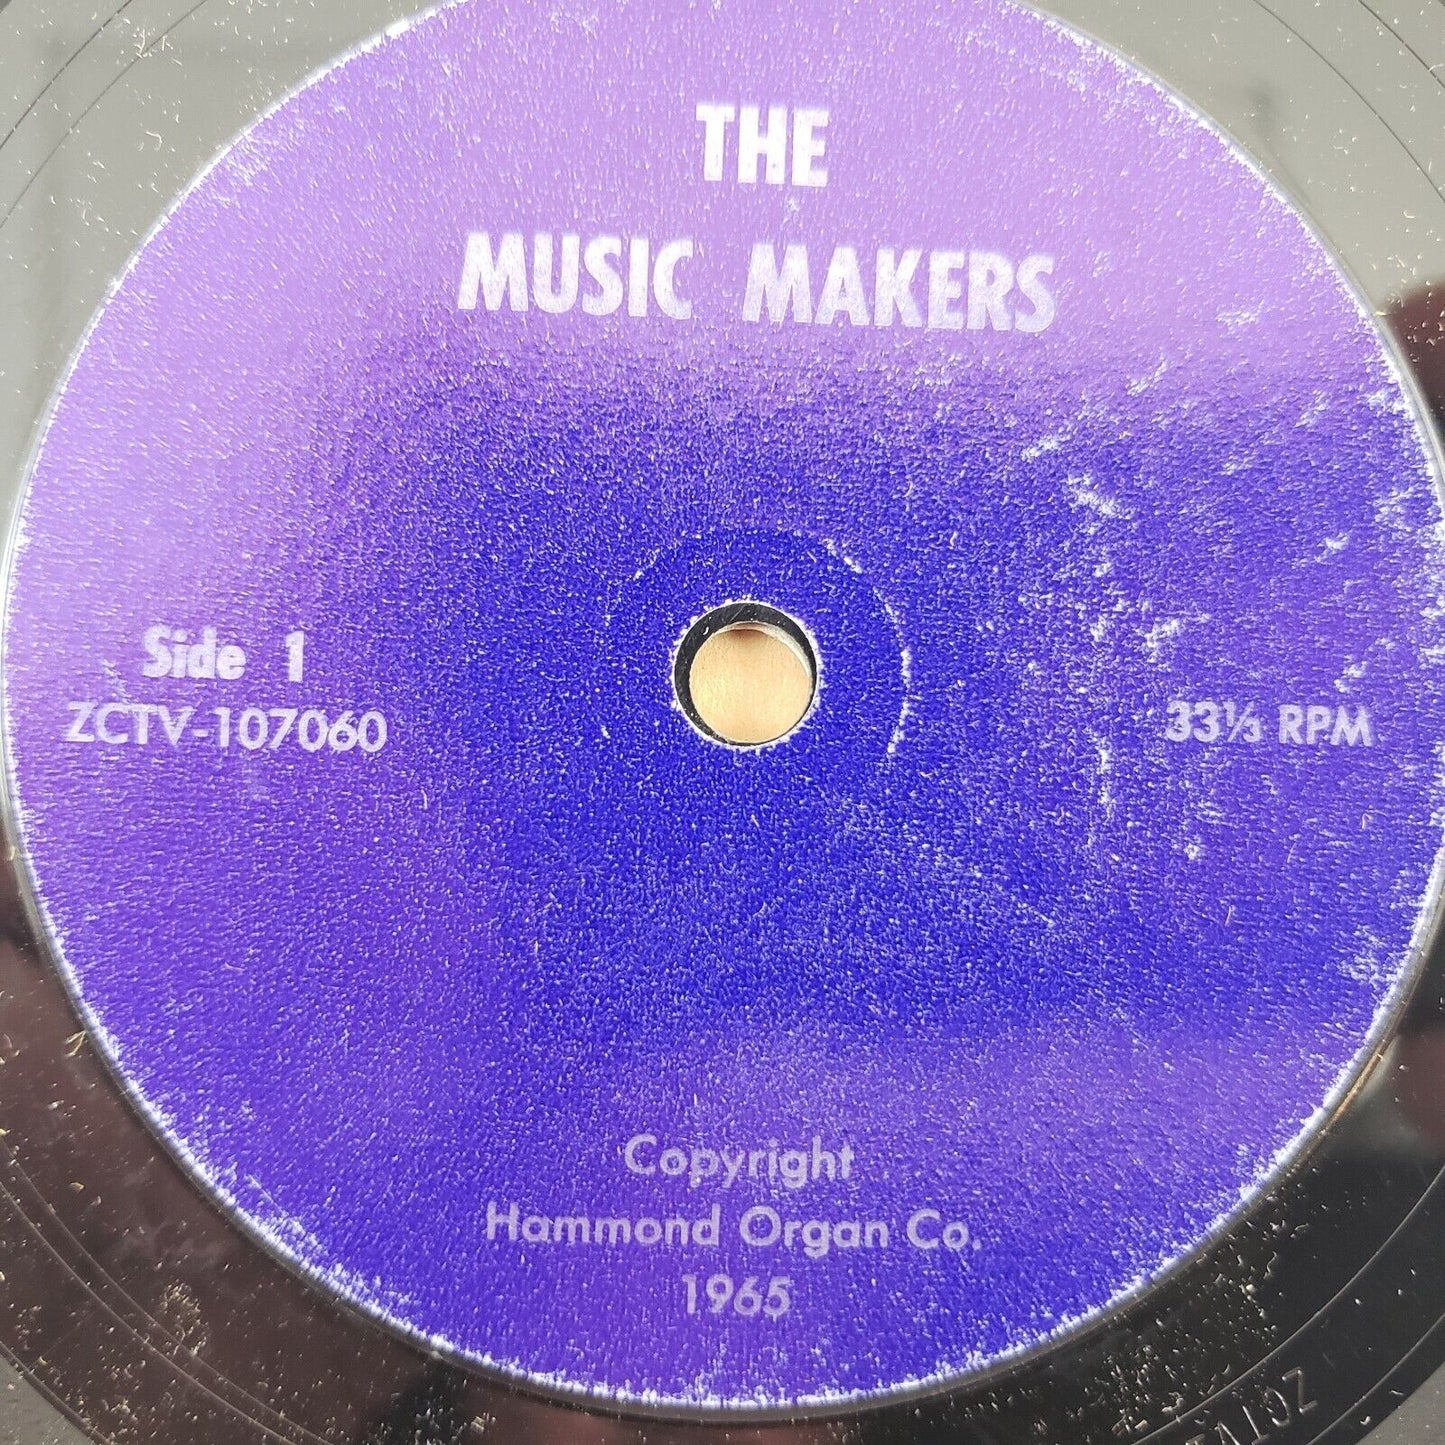 THE
MUSIC MAKERS
Side 1
ZCTV-107060
33⅓ RPM
Copyright
Hammond Organ Co.
1965